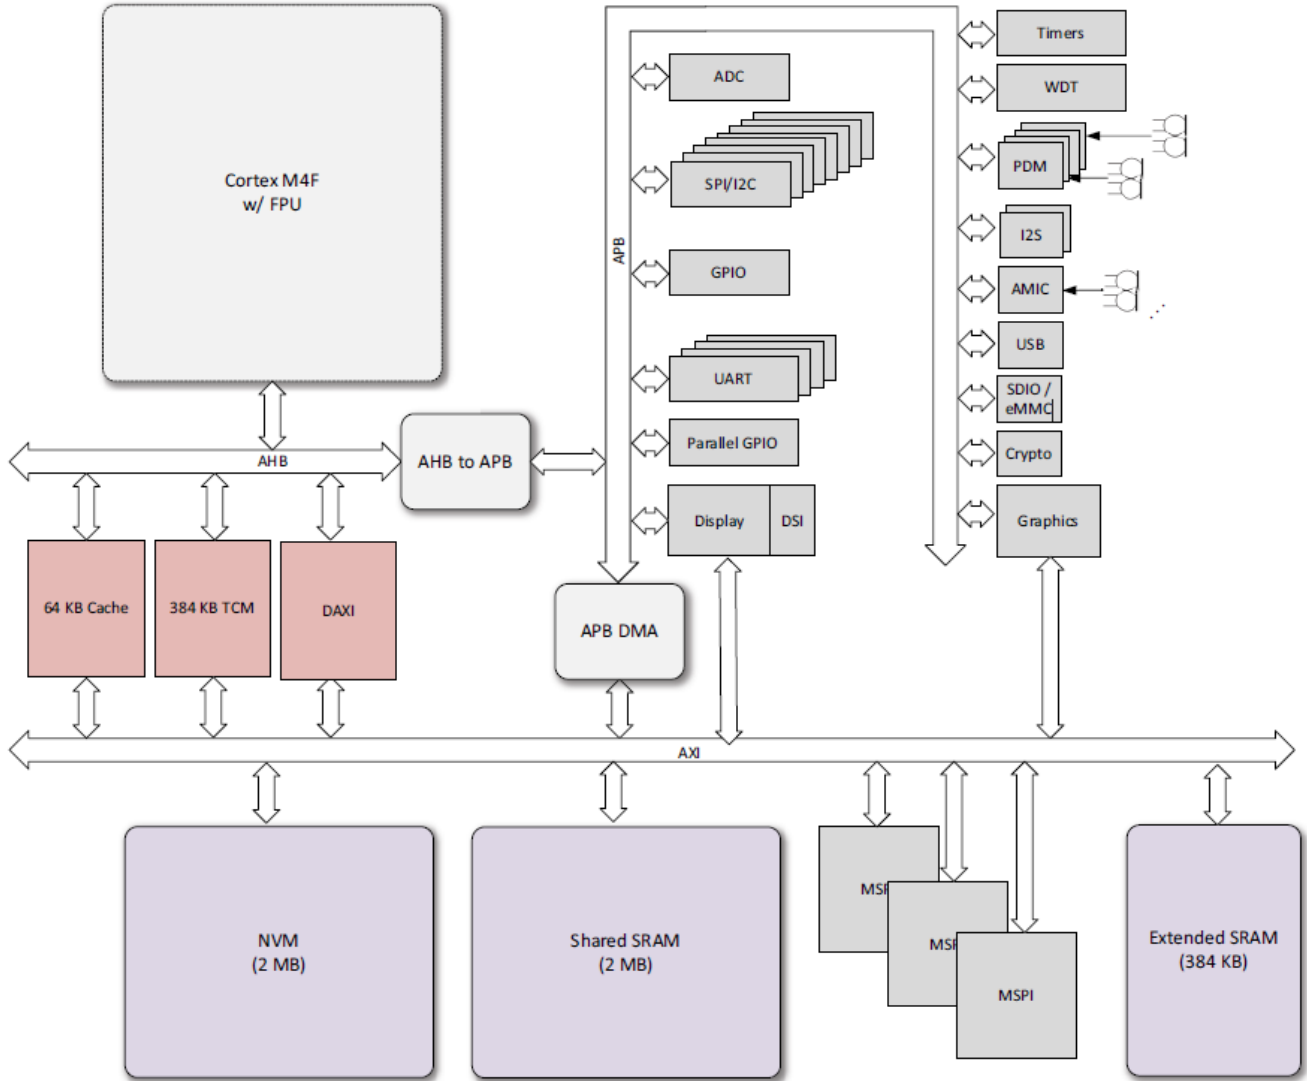 Cortex M4F
w/ FPU
ADC
SPI/I2C
APB
GPIO
UART
Parallel GPIO
Display
DSI
Timers
WDT
PDM
I2S
AMIC
USB
SDIO /
eMMC
Crypto
Graphics
AHB
AHB to APB
64 KB Cache
384 KB TCM
DAXI
APB DMA
AXI
NVM
(2 MB)
Shared SRAM
(2 MB)
MSP
MSP
MSPI
Extended SRAM
(384 KB)